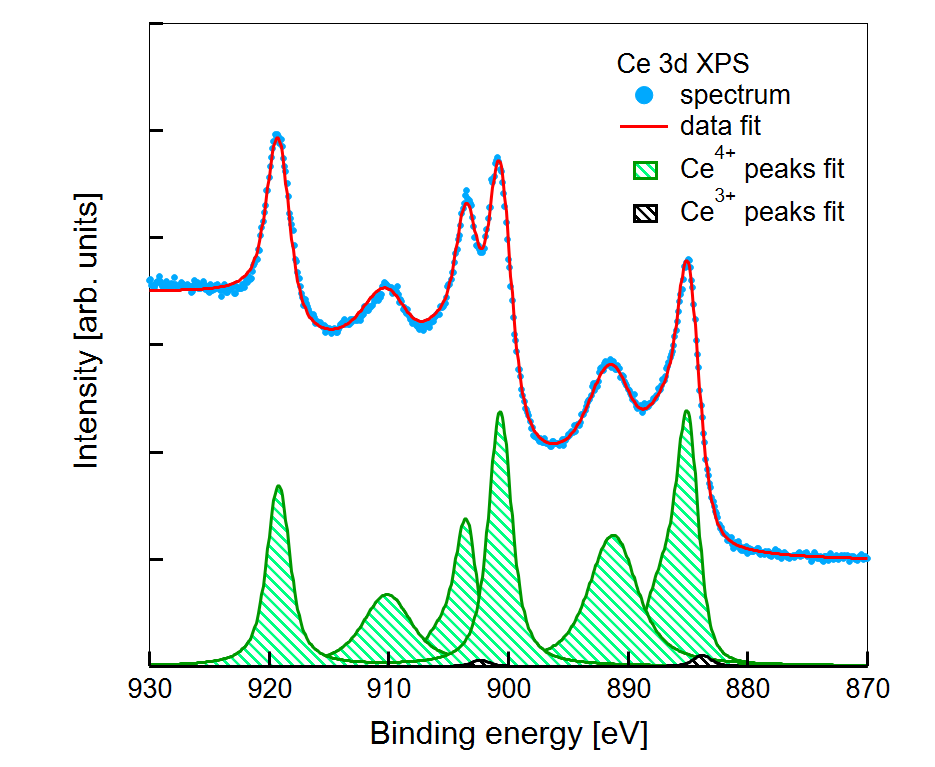 Ce 3d XPS
spectrum
data fit
Ce⁴⁺ peaks fit
Ce³⁺ peaks fit
Intensity [arb. units]
930 920 910 900 890 880 870
Binding energy [eV]